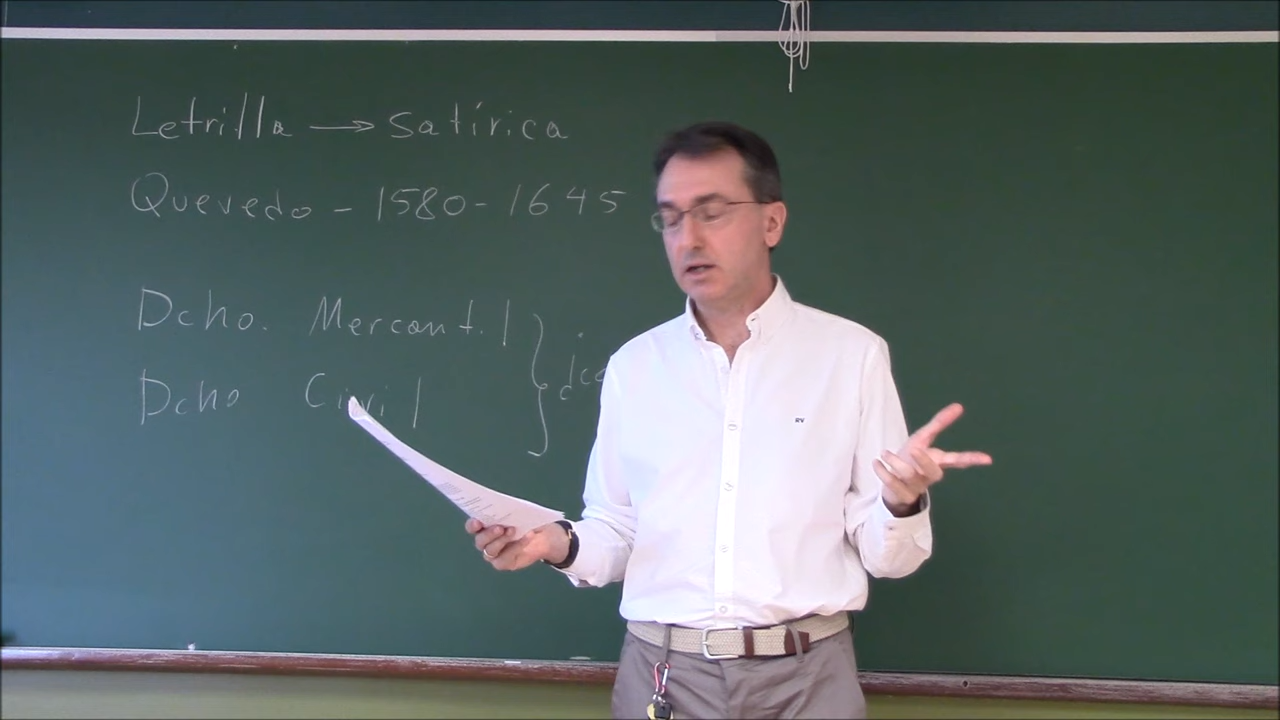 Letrilla → satírica
Quevedo - 1580-1645
Dcho. Mercantil
Dcho Civil